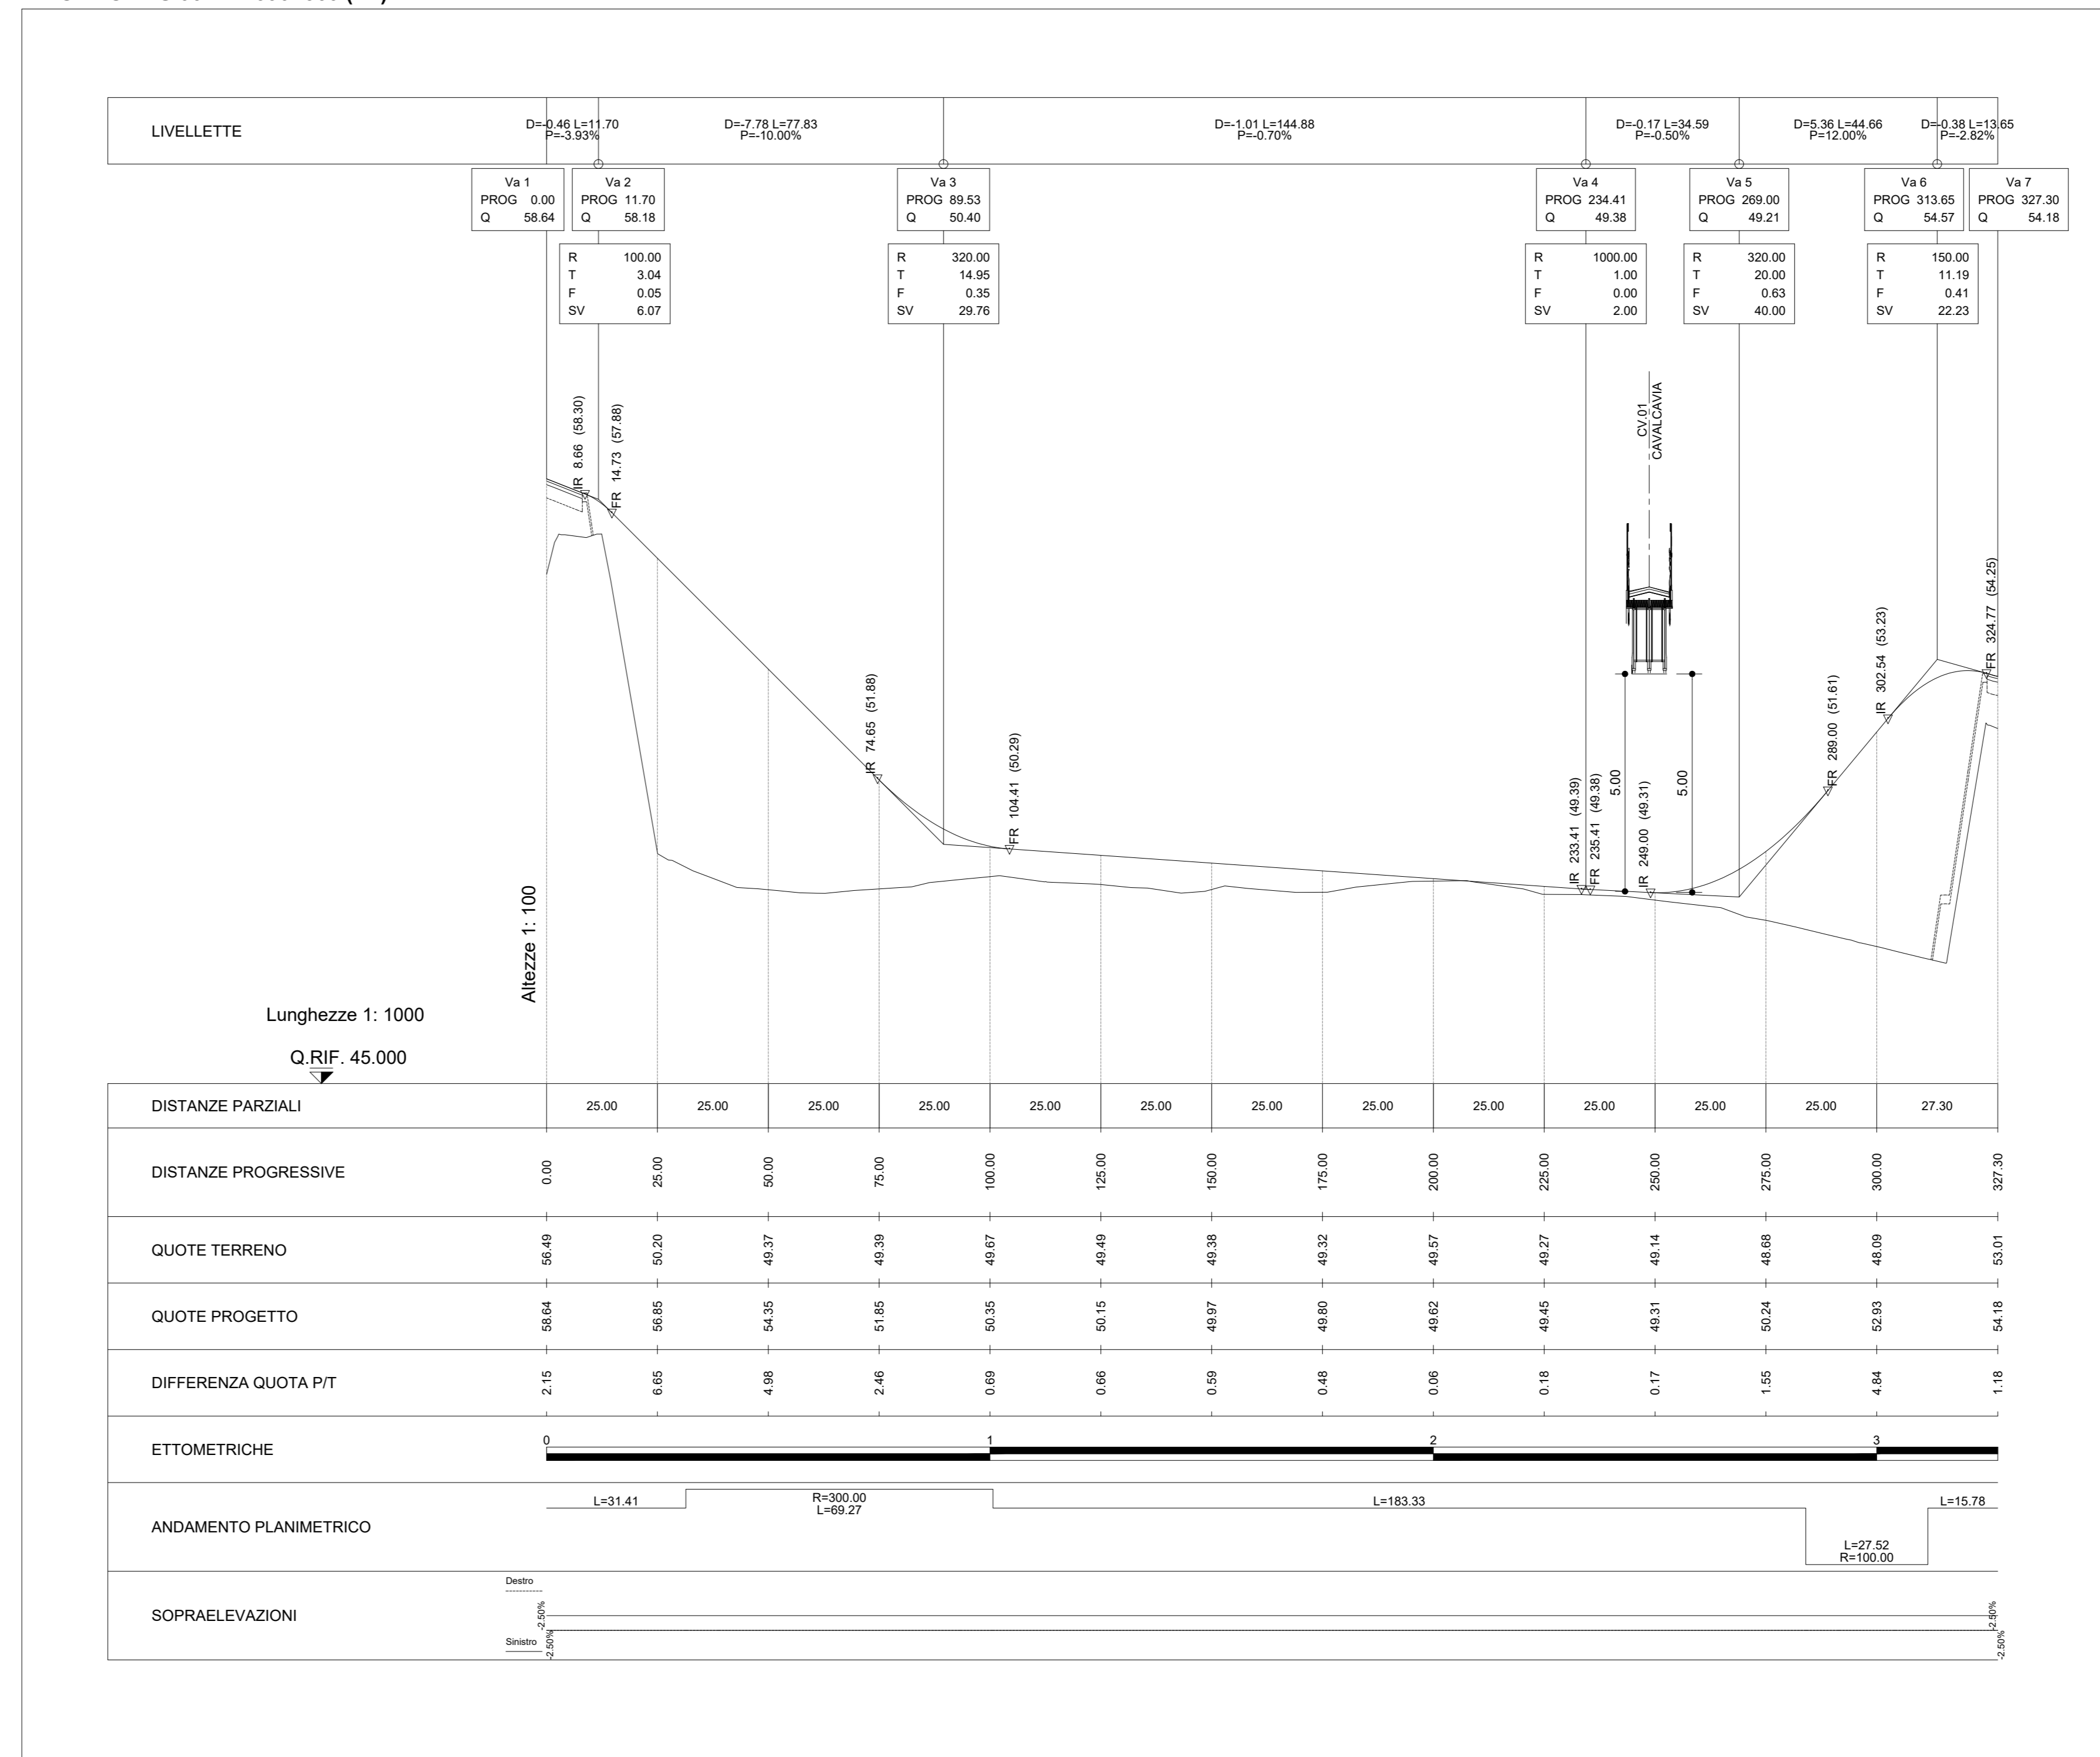 LIVELLETTE
D=-0.46 L=11.70
P=-3.93%
D=-7.78 L=77.83
P=-10.00%
D=-1.01 L=144.88
P=-0.70%
D=-0.17 L=34.59
P=-0.50%
D=5.36 L=44.66
P=12.00%
D=-0.38 L=13.65
P=-2.82%
Va 1
PROG 0.00
Q 58.64
Va 2
PROG 11.70
Q 58.18
Va 3
PROG 89.53
Q 50.40
Va 4
PROG 234.41
Q 49.38
Va 5
PROG 269.00
Q 49.21
Va 6
PROG 313.65
Q 54.57
Va 7
PROG 327.30
Q 54.18
R 100.00
T 3.04
F 0.05
SV 6.07
R 320.00
T 14.95
F 0.35
SV 29.76
R 1000.00
T 1.00
F 0.00
SV 2.00
R 320.00
T 20.00
F 0.63
SV 40.00
R 150.00
T 11.19
F 0.41
SV 22.23
IR 8.66 (58.30)
FR 14.73 (57.88)
IR 74.65 (51.88)
FR 104.41 (50.29)
IR 233.41 (49.39)
FR 235.41 (49.38)
5.00
IR 249.00 (49.31)
5.00
CV.01
CAVALCAVIA
FR 289.00 (51.61)
IR 302.54 (53.23)
FR 324.77 (54.25)
Altezze 1: 100
Lunghezze 1: 1000
Q.RIF. 45.000
DISTANZE PARZIALI
25.00 25.00 25.00 25.00 25.00 25.00 25.00 25.00 25.00 25.00 25.00 25.00 27.30
DISTANZE PROGRESSIVE
0.00 25.00 50.00 75.00 100.00 125.00 150.00 175.00 200.00 225.00 250.00 275.00 300.00 327.30
QUOTE TERRENO
56.49 50.20 49.37 49.39 49.67 49.49 49.38 49.32 49.57 49.27 49.14 48.68 48.09 53.01
QUOTE PROGETTO
58.64 56.85 54.35 51.85 50.35 50.15 49.97 49.80 49.62 49.45 49.31 50.24 52.93 54.18
DIFFERENZA QUOTA P/T
2.15 6.65 4.98 2.46 0.69 0.66 0.59 0.48 0.06 0.18 0.17 1.55 4.84 1.18
ETTOMETRICHE
0 1 2 3
ANDAMENTO PLANIMETRICO
L=31.41
R=300.00
L=69.27
L=183.33
L=27.52
R=100.00
L=15.78
SOPRAELEVAZIONI
Destro
-2.50% -2.50%
Sinistro
-2.50% -2.50%